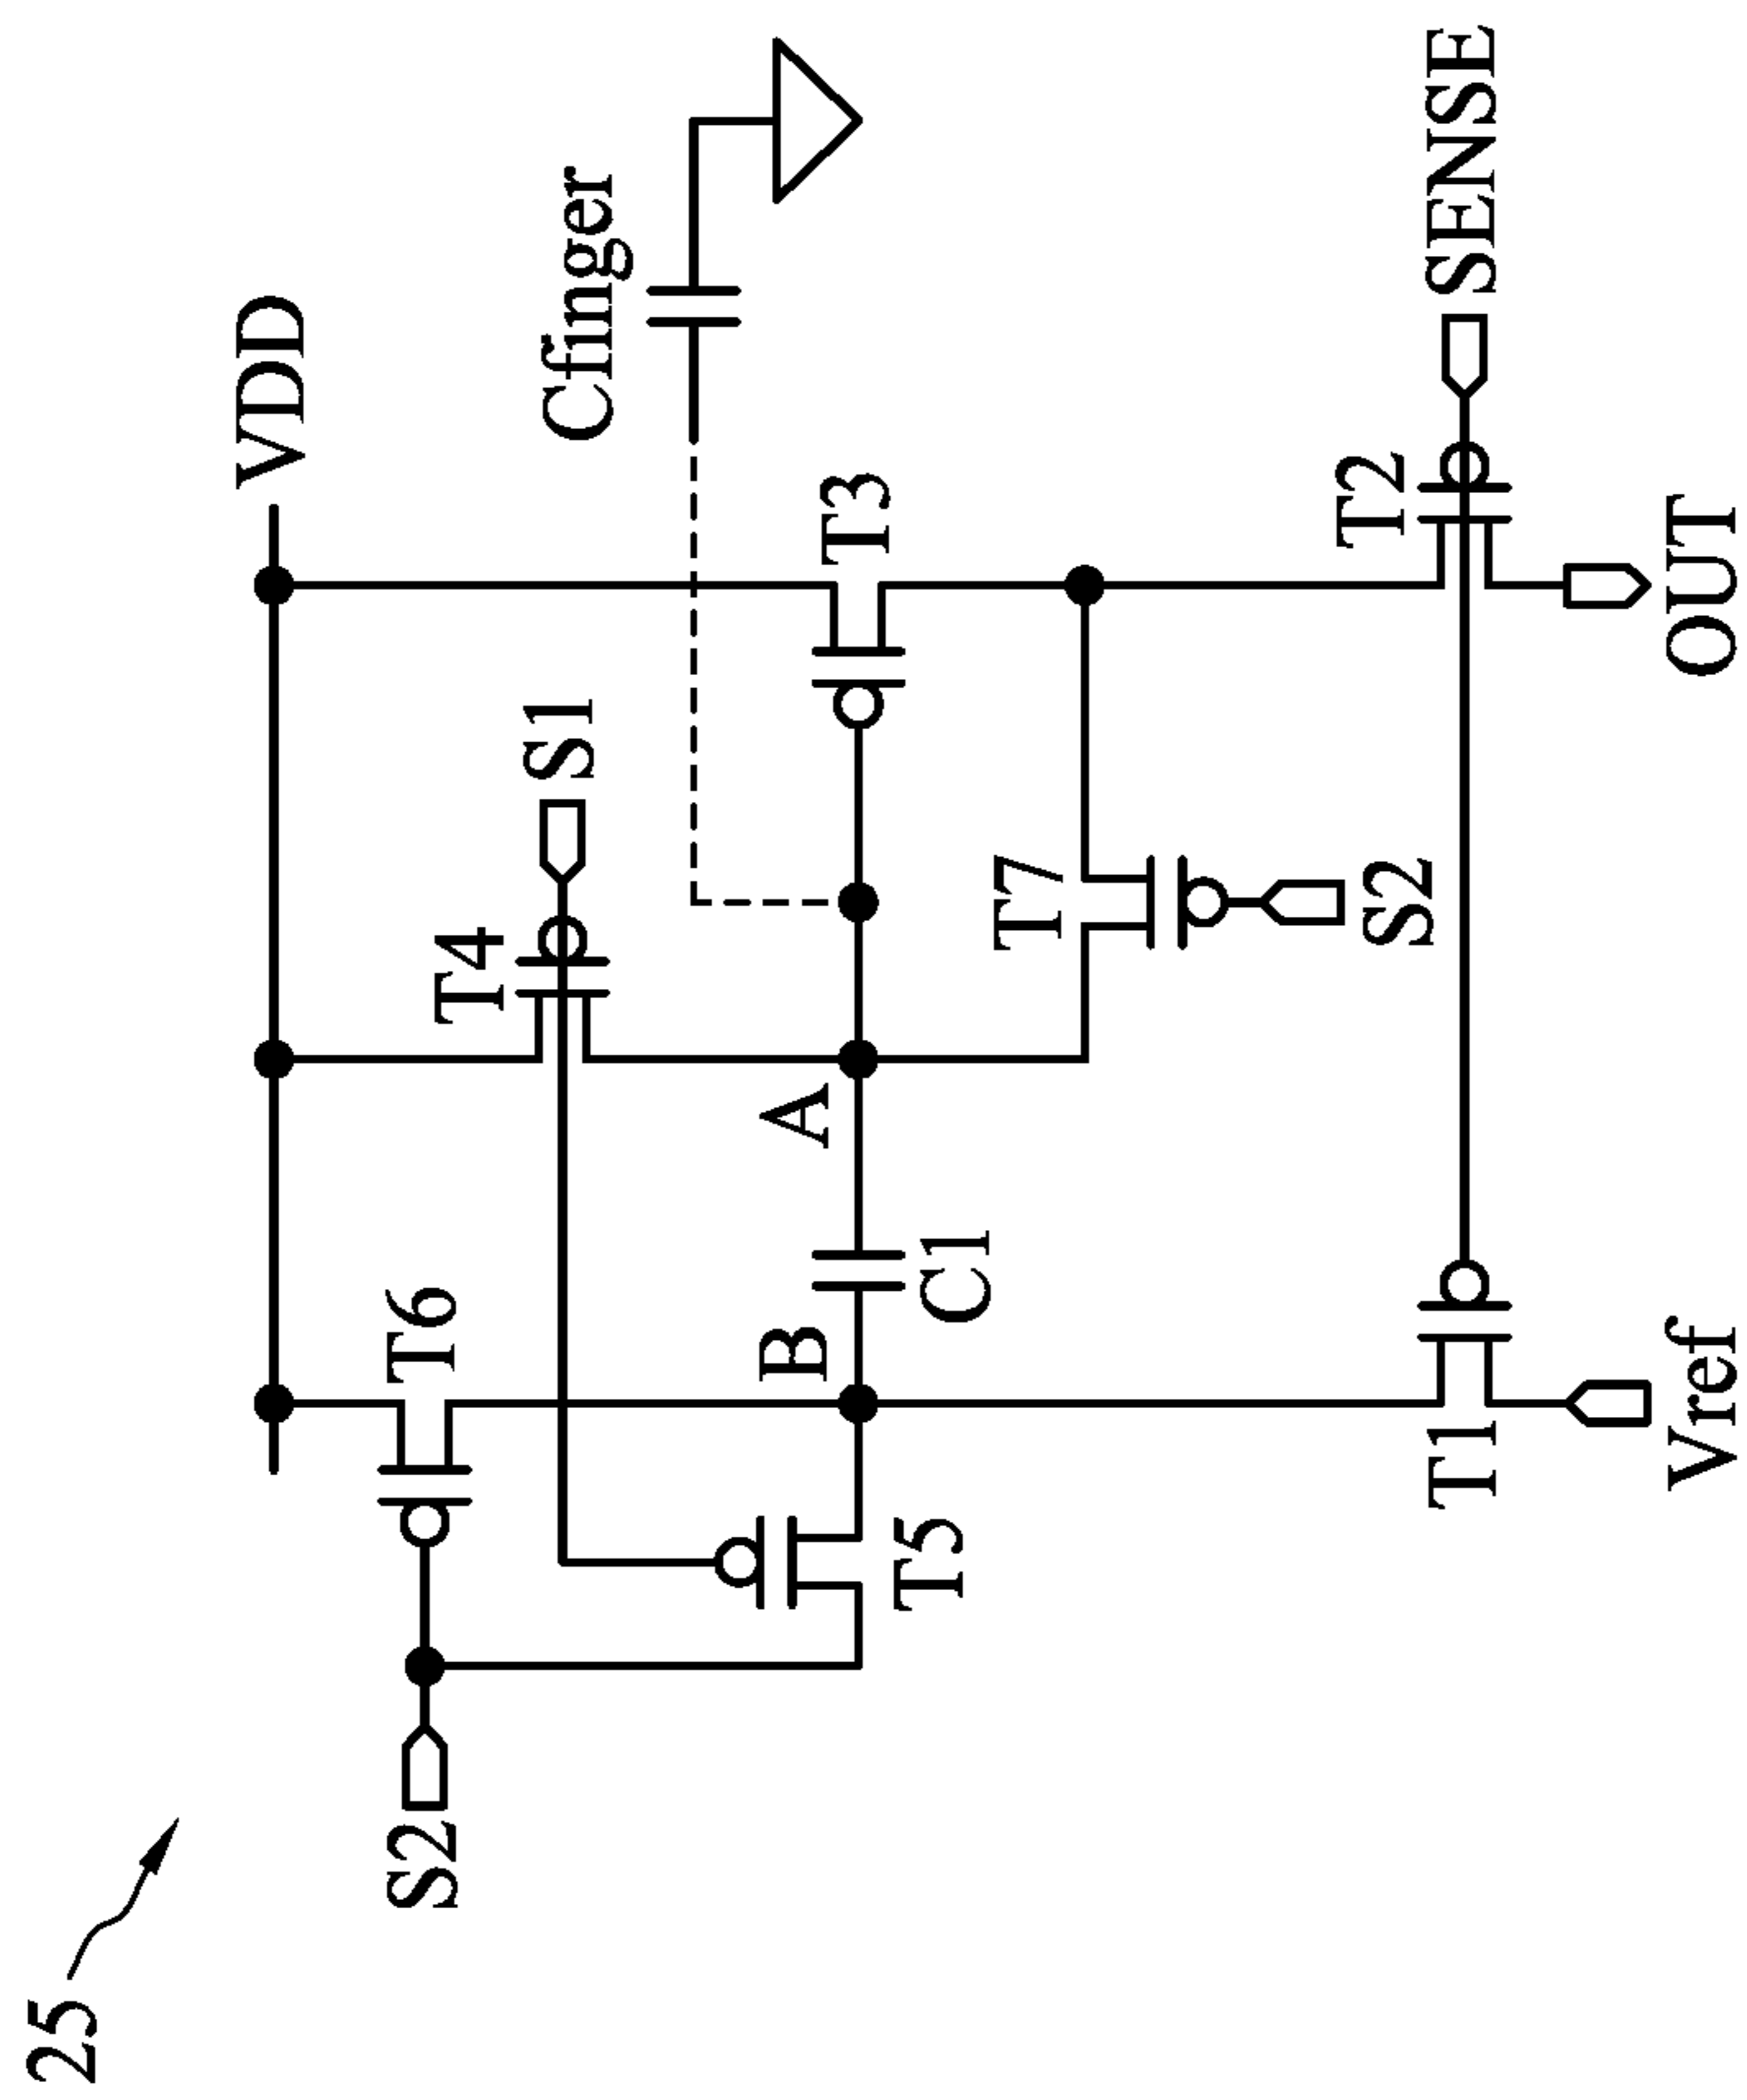 25
VDD
S2
T6
T4
S1
Cfinger
B
A
T3
C1
T5
T7
S2
T1
T2
SENSE
Vref
OUT